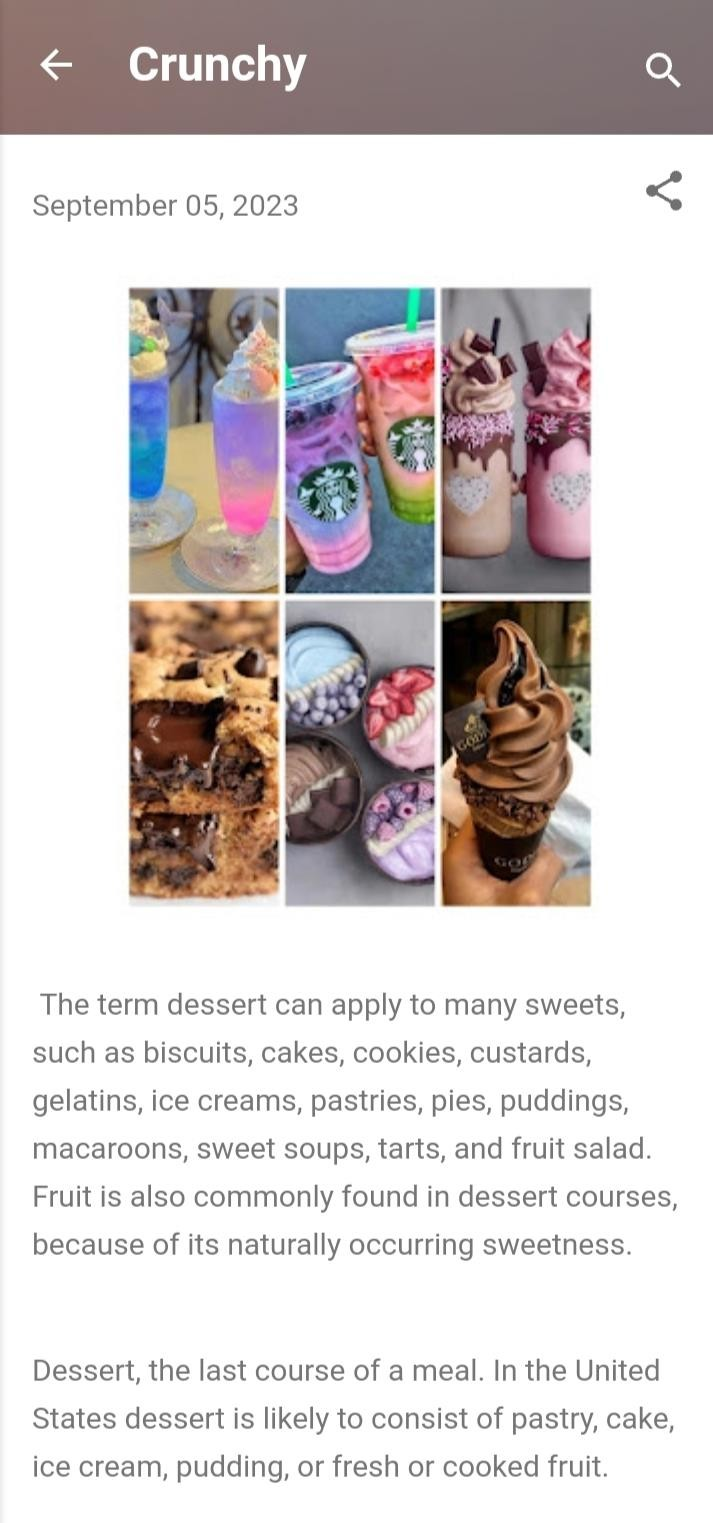 Crunchy
September 05, 2023
GODI
GOD
The term dessert can apply to many sweets,
such as biscuits, cakes, cookies, custards,
gelatins, ice creams, pastries, pies, puddings,
macaroons, sweet soups, tarts, and fruit salad.
Fruit is also commonly found in dessert courses,
because of its naturally occurring sweetness.
Dessert, the last course of a meal. In the United
States dessert is likely to consist of pastry, cake,
ice cream, pudding, or fresh or cooked fruit.